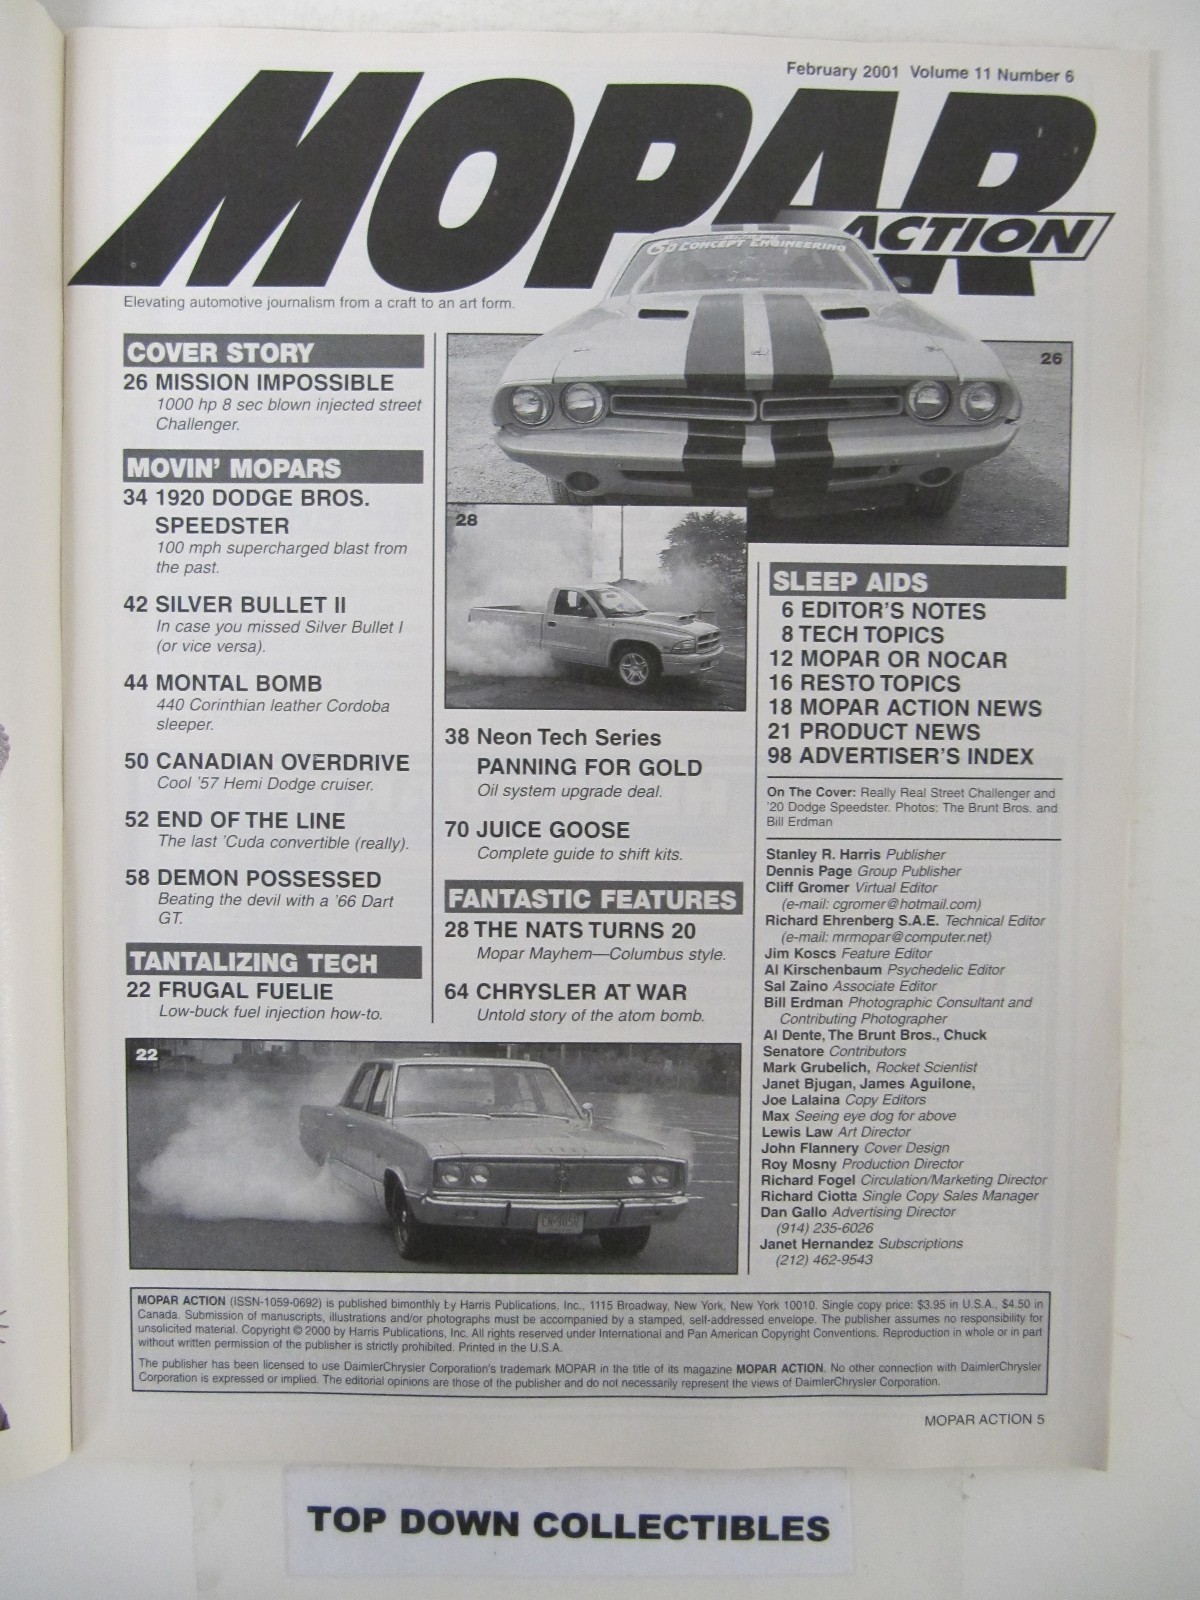 February 2001 Volume 11 Number 6
MOPAR
ACTION
CONCEPT ENGINEERING
Elevating automotive journalism from a craft to an art form.
COVER STORY
26 MISSION IMPOSSIBLE
1000 hp 8 sec blown injected street
Challenger.
MOVIN' MOPARS
34 1920 DODGE BROS.
SPEEDSTER
100 mph supercharged blast from
the past.
42 SILVER BULLET II
In case you missed Silver Bullet I
(or vice versa).
44 MONTAL BOMB
440 Corinthian leather Cordoba
sleeper.
50 CANADIAN OVERDRIVE
Cool '57 Hemi Dodge cruiser.
52 END OF THE LINE
The last 'Cuda convertible (really).
58 DEMON POSSESSED
Beating the devil with a '66 Dart
GT.
TANTALIZING TECH
22 FRUGAL FUELIE
Low-buck fuel injection how-to.
26
28
38 Neon Tech Series
PANNING FOR GOLD
Oil system upgrade deal.
70 JUICE GOOSE
Complete guide to shift kits.
FANTASTIC FEATURES
28 THE NATS TURNS 20
Mopar Mayhem—Columbus style.
64 CHRYSLER AT WAR
Untold story of the atom bomb.
22
SLEEP AIDS
6 EDITOR'S NOTES
8 TECH TOPICS
12 MOPAR OR NOCAR
16 RESTO TOPICS
18 MOPAR ACTION NEWS
21 PRODUCT NEWS
98 ADVERTISER'S INDEX
On The Cover: Really Real Street Challenger and
'20 Dodge Speedster. Photos: The Brunt Bros. and
Bill Erdman
Stanley R. Harris Publisher
Dennis Page Group Publisher
Cliff Gromer Virtual Editor
(e-mail: cgromer@hotmail.com)
Richard Ehrenberg S.A.E. Technical Editor
(e-mail: mrmopar@computer.net)
Jim Koscs Feature Editor
Al Kirschenbaum Psychedelic Editor
Sal Zaino Associate Editor
Bill Erdman Photographic Consultant and
Contributing Photographer
Al Dente, The Brunt Bros., Chuck
Senatore Contributors
Mark Grubelich, Rocket Scientist
Janet Bjugan, James Aguilone,
Joe Lalaina Copy Editors
Max Seeing eye dog for above
Lewis Law Art Director
John Flannery Cover Design
Roy Mosny Production Director
Richard Fogel Circulation/Marketing Director
Richard Ciotta Single Copy Sales Manager
Dan Gallo Advertising Director
(914) 235-6026
Janet Hernandez Subscriptions
(212) 462-9543
MOPAR ACTION (ISSN-1059-0692) is published bimonthly by Harris Publications, Inc., 1115 Broadway, New York, New York 10010. Single copy price: $3.95 in U.S.A., $4.50 in
Canada. Submission of manuscripts, illustrations and/or photographs must be accompanied by a stamped, self-addressed envelope. The publisher assumes no responsibility for
unsolicited material. Copyright © 2000 by Harris Publications, Inc. All rights reserved under International and Pan American Copyright Conventions. Reproduction in whole or in part
without written permission of the publisher is strictly prohibited. Printed in the U.S.A.
The publisher has been licensed to use DaimlerChrysler Corporation's trademark MOPAR in the title of its magazine MOPAR ACTION. No other connection with DaimlerChrysler
Corporation is expressed or implied. The editorial opinions are those of the publisher and do not necessarily represent the views of DaimlerChrysler Corporation.
MOPAR ACTION 5
TOP DOWN COLLECTIBLES